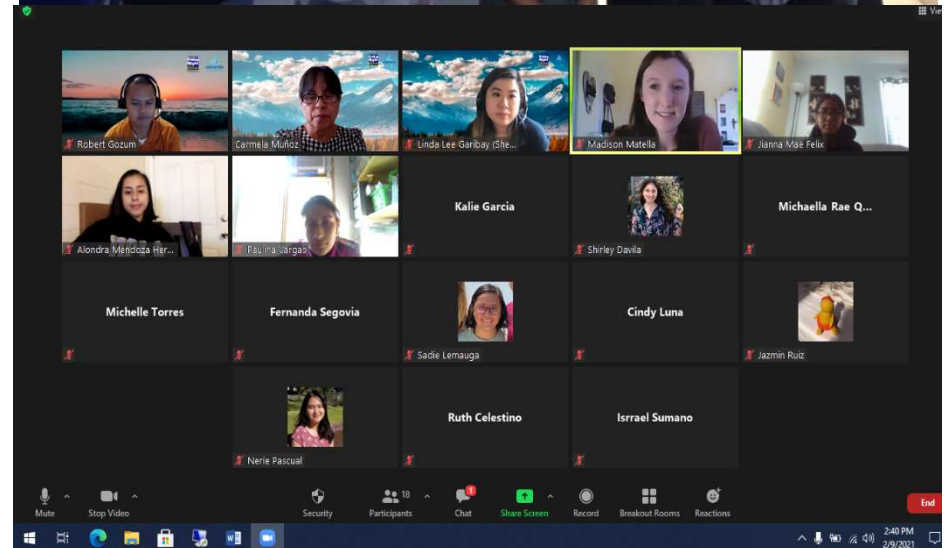 View
Robert Gozum
Carmela Muñoz
Linda Lee Garibay (She...
Madison Matella
Jianna Mae Felix
Alondra Mendoza Her...
Paulina Vargas
Kalie Garcia
Shirley Davila
Michaella Rae Q...
Michelle Torres
Fernanda Segovia
Sadie Lemauga
Cindy Luna
Jazmin Ruiz
Nerie Pascual
Ruth Celestino
Isrrael Sumano
Mute
Stop Video
Security
Participants
18
Chat
1
Share Screen
Record
Breakout Rooms
Reactions
End
2:40 PM
2/9/2021